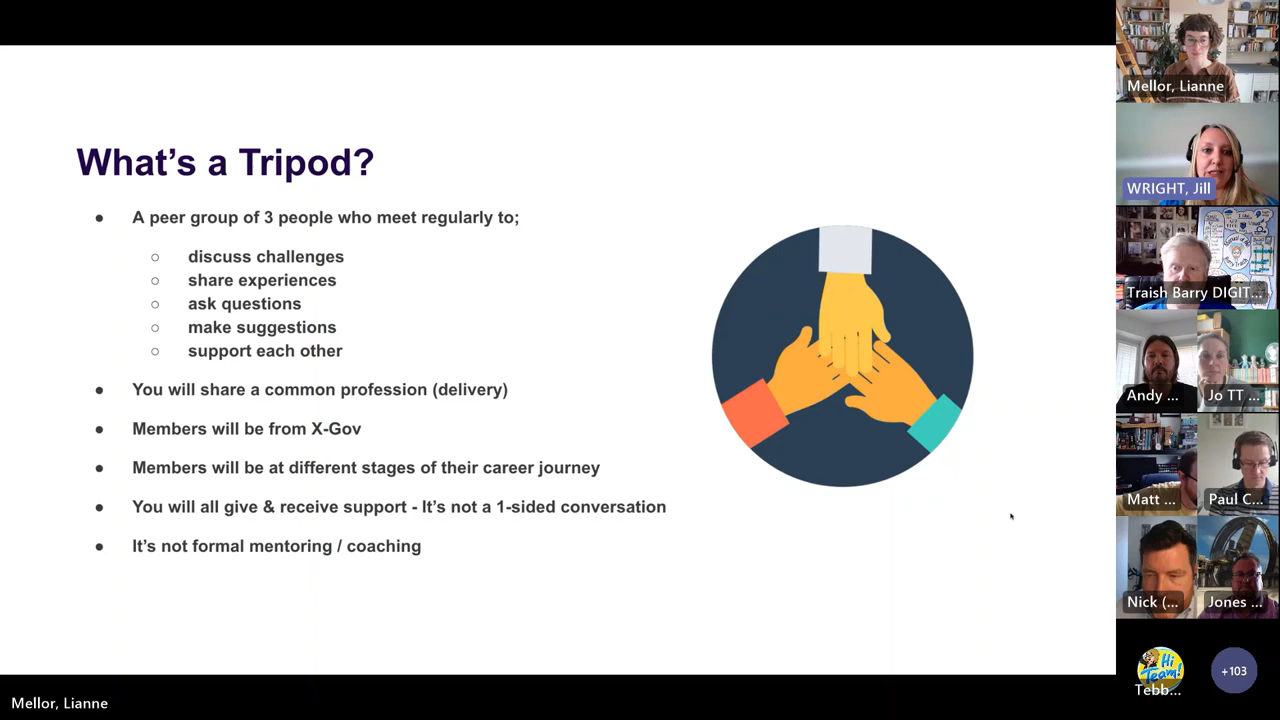 What's a Tripod?
● A peer group of 3 people who meet regularly to;
○ discuss challenges
○ share experiences
○ ask questions
○ make suggestions
○ support each other
● You will share a common profession (delivery)
● Members will be from X-Gov
● Members will be at different stages of their career journey
● You will all give & receive support - It's not a 1-sided conversation
● It's not formal mentoring / coaching
Mellor, Lianne
WRIGHT, Jill
Traish Barry DIGIT...
Andy ...
Jo TT ...
Matt ...
Paul C...
Nick (...
Jones ...
Hi
Team!
Tebb...
+103
Mellor, Lianne